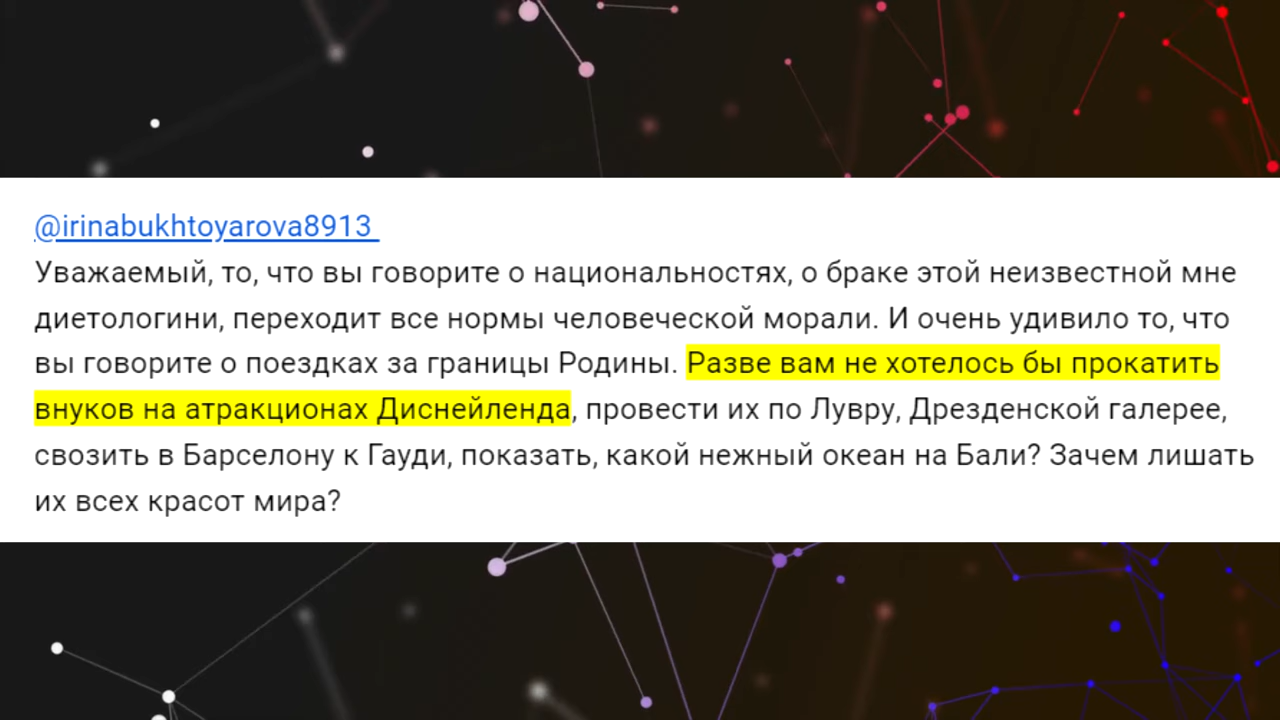 @irinabukhtoyarova8913
Уважаемый, то, что вы говорите о национальностях, о браке этой неизвестной мне
диетологини, переходит все нормы человеческой морали. И очень удивило то, что
вы говорите о поездках за границы Родины. Разве вам не хотелось бы прокатить
внуков на атракционах Диснейленда, провести их по Лувру, Дрезденской галерее,
свозить в Барселону к Гауди, показать, какой нежный океан на Бали? Зачем лишать
их всех красот мира?